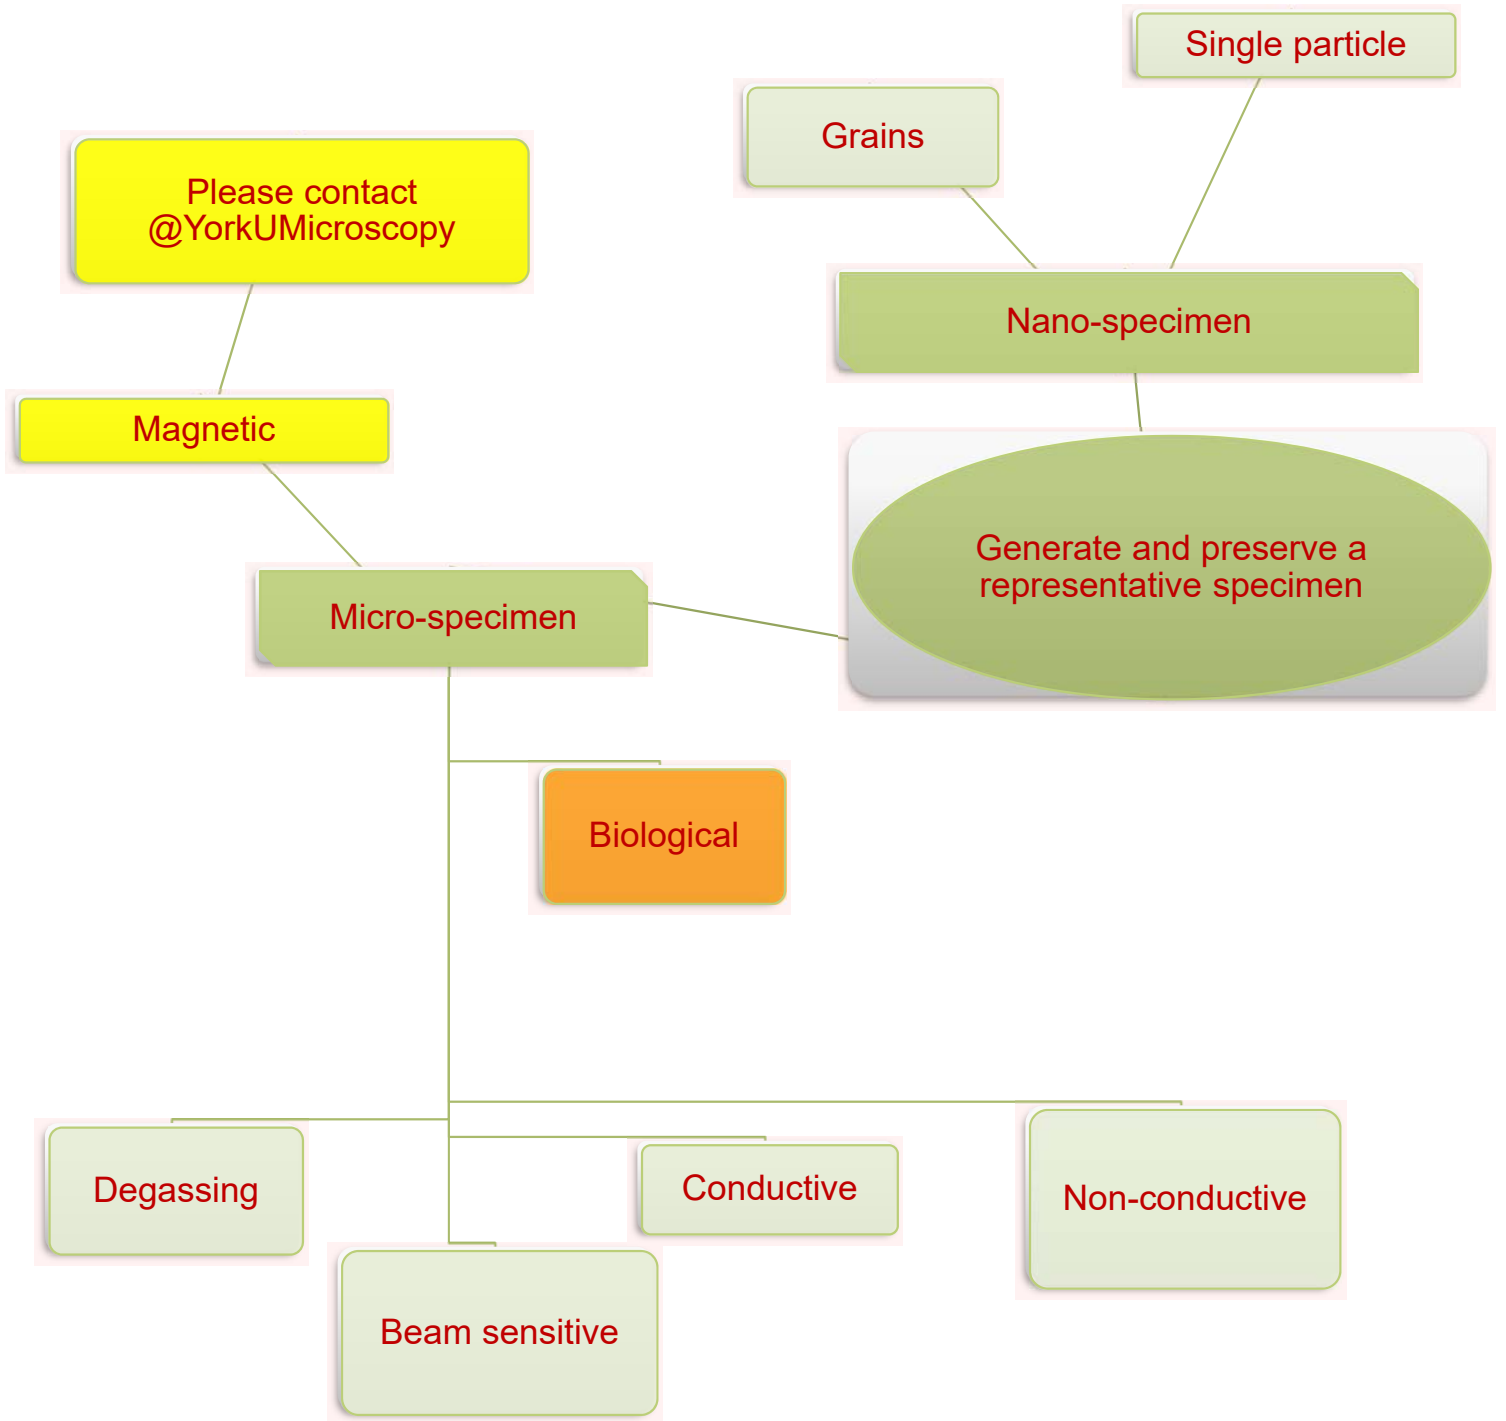 Single particle
Grains
Please contact
@YorkUMicroscopy
Nano-specimen
Magnetic
Generate and preserve a
representative specimen
Micro-specimen
Biological
Degassing
Conductive
Non-conductive
Beam sensitive